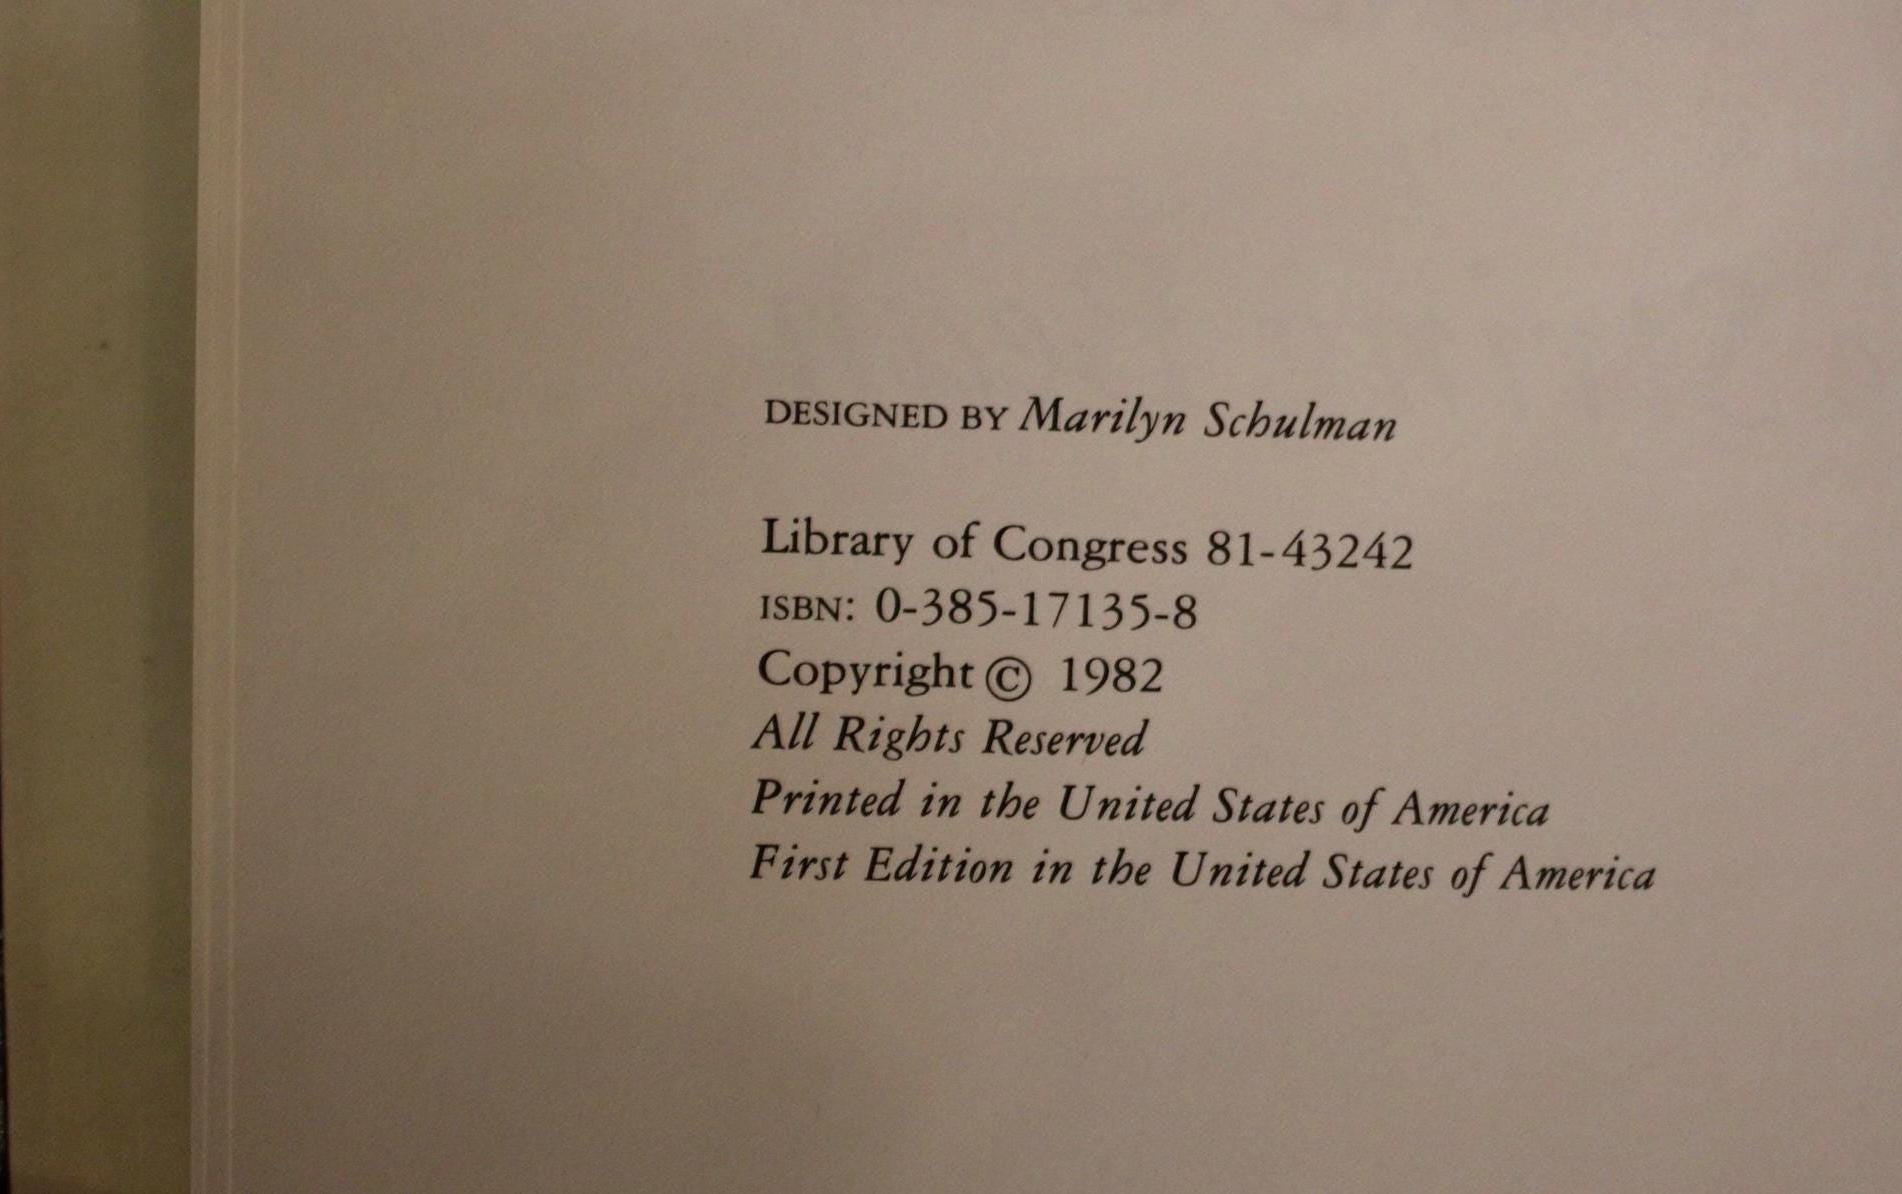 DESIGNED BY Marilyn Schulman
Library of Congress 81-43242
ISBN: 0-385-17135-8
Copyright © 1982
All Rights Reserved
Printed in the United States of America
First Edition in the United States of America